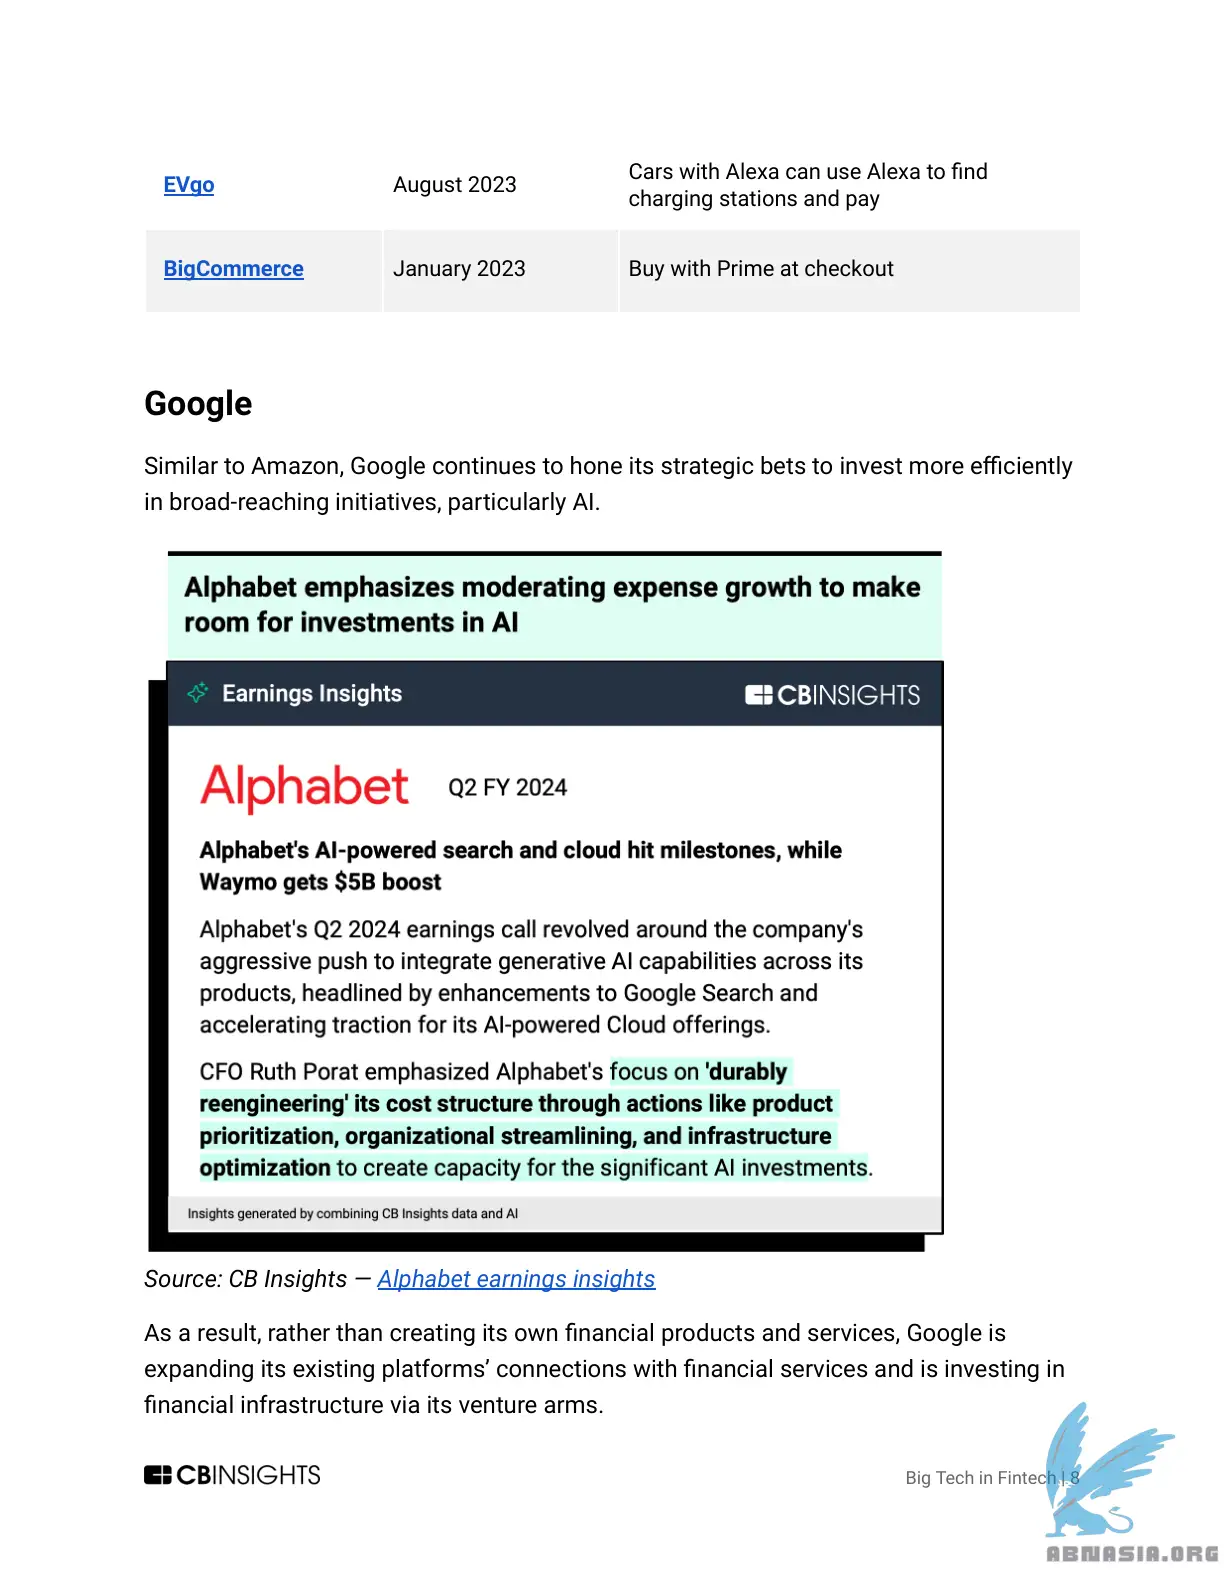 EVgo August 2023 Cars with Alexa can use Alexa to find
charging stations and pay
BigCommerce January 2023 Buy with Prime at checkout
Google
Similar to Amazon, Google continues to hone its strategic bets to invest more efficiently
in broad-reaching initiatives, particularly AI.
Alphabet emphasizes moderating expense growth to make
room for investments in AI
Earnings Insights CBINSIGHTS
Alphabet Q2 FY 2024
Alphabet's AI-powered search and cloud hit milestones, while
Waymo gets $5B boost
Alphabet's Q2 2024 earnings call revolved around the company's
aggressive push to integrate generative AI capabilities across its
products, headlined by enhancements to Google Search and
accelerating traction for its AI-powered Cloud offerings.
CFO Ruth Porat emphasized Alphabet's focus on 'durably
reengineering' its cost structure through actions like product
prioritization, organizational streamlining, and infrastructure
optimization to create capacity for the significant AI investments.
Insights generated by combining CB Insights data and AI
Source: CB Insights — Alphabet earnings insights
As a result, rather than creating its own financial products and services, Google is
expanding its existing platforms’ connections with financial services and is investing in
financial infrastructure via its venture arms.
CBINSIGHTS Big Tech in Fintech | 8
ABNASIA.ORG